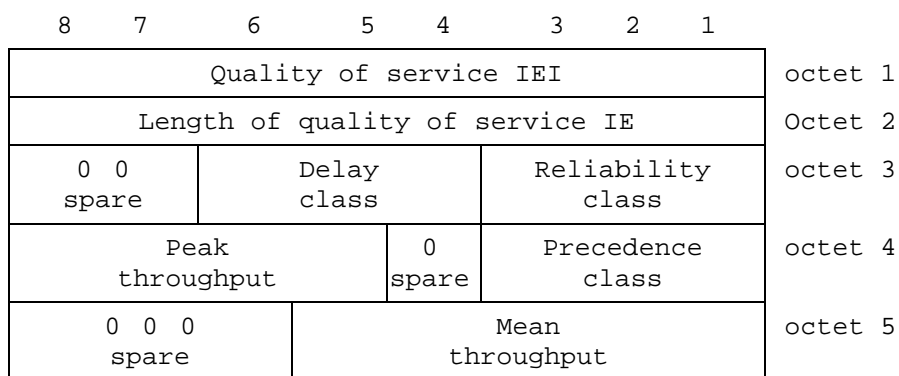 8 7 6 5 4 3 2 1
Quality of service IEI octet 1
Length of quality of service IE Octet 2
0 0 Delay Reliability octet 3
spare class class
Peak 0 Precedence octet 4
throughput spare class
0 0 0 Mean octet 5
spare throughput